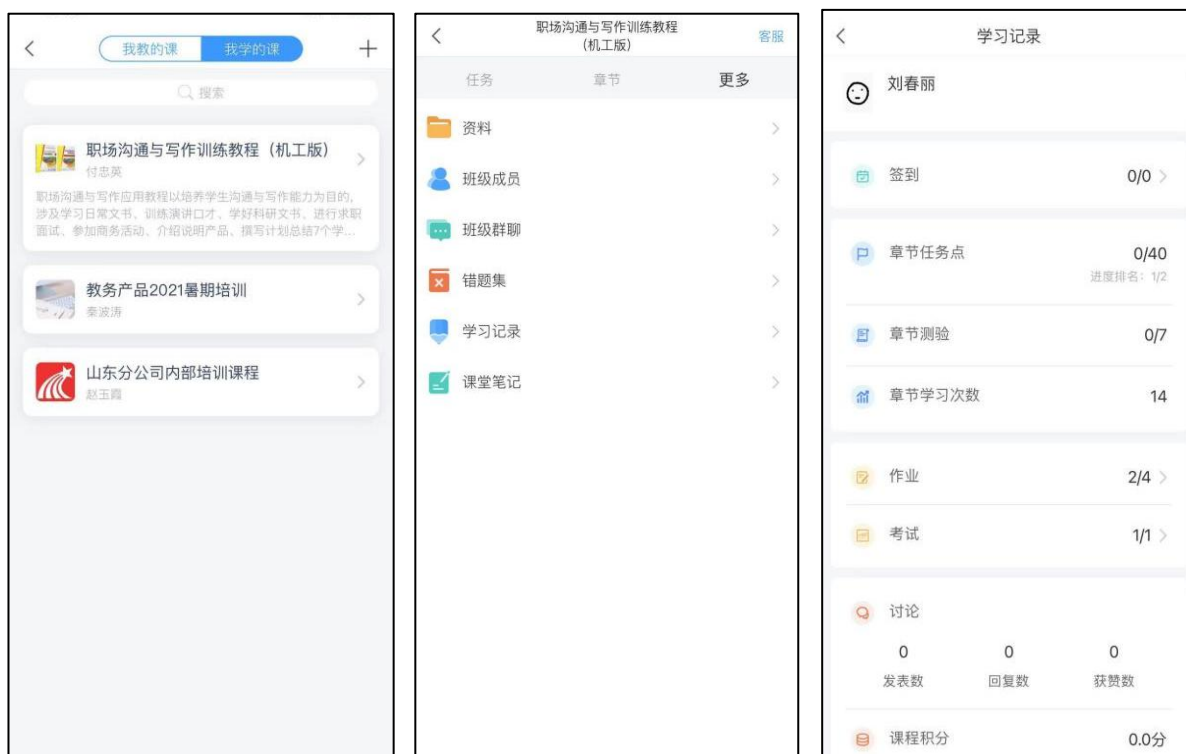 我教的课 我学的课
搜索
职场沟通与写作训练教程（机工版）
付忠英
职场沟通与写作应用教程以培养学生沟通与写作能力为目的，
涉及学习日常文书、训练演讲口才、学好科研文书、进行求职
面试、参加商务活动、介绍说明产品、撰写计划总结7个学...
教务产品2021暑期培训
秦波涛
山东分公司内部培训课程
赵玉霞
职场沟通与写作训练教程
（机工版）
客服
任务 章节 更多
资料
班级成员
班级群聊
错题集
学习记录
课堂笔记
学习记录
刘春丽
签到 0/0
章节任务点 0/40
进度排名：1/2
章节测验 0/7
章节学习次数 14
作业 2/4
考试 1/1
讨论
0 0 0
发表数 回复数 获赞数
课程积分 0.0分